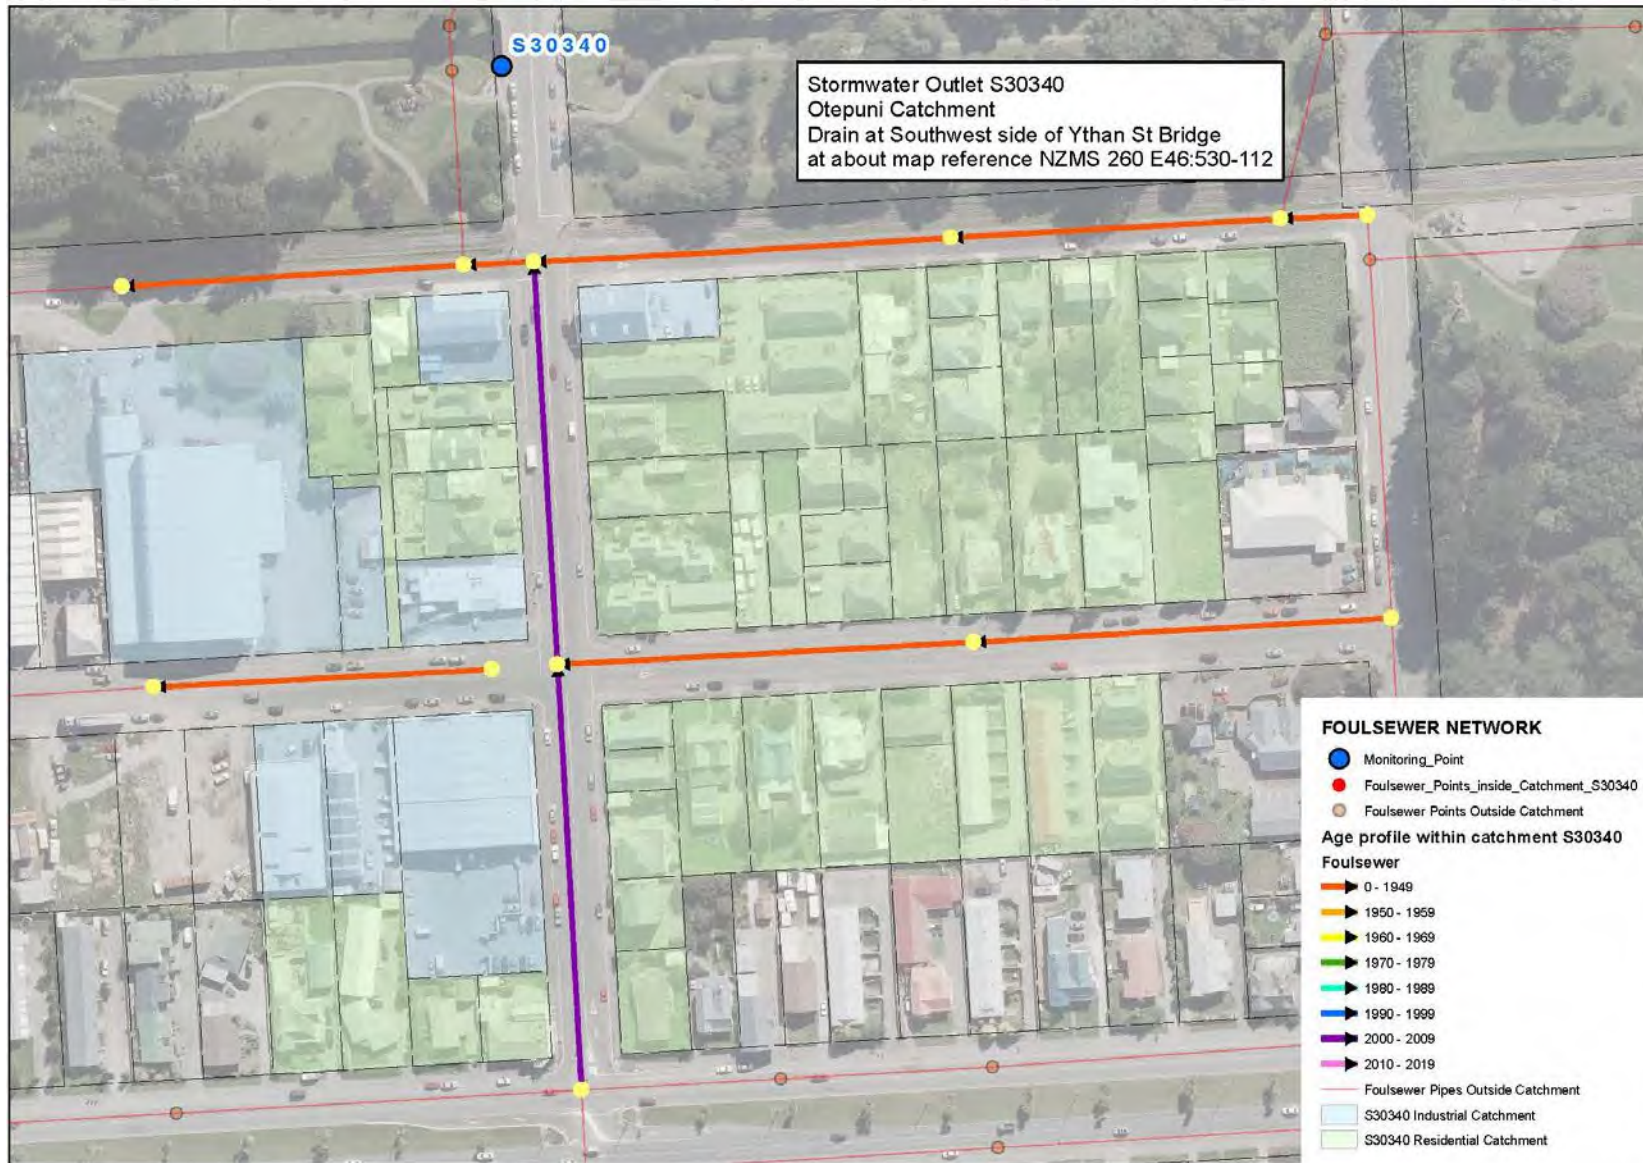 S30340
Stormwater Outlet S30340
Otepuni Catchment
Drain at Southwest side of Ythan St Bridge
at about map reference NZMS 260 E46:530-112
FOULSEWER NETWORK
Monitoring_Point
Foulsewer_Points_inside_Catchment_S30340
Foulsewer Points Outside Catchment
Age profile within catchment S30340
Foulsewer
0 - 1949
1950 - 1959
1960 - 1969
1970 - 1979
1980 - 1989
1990 - 1999
2000 - 2009
2010 - 2019
Foulsewer Pipes Outside Catchment
S30340 Industrial Catchment
S30340 Residential Catchment